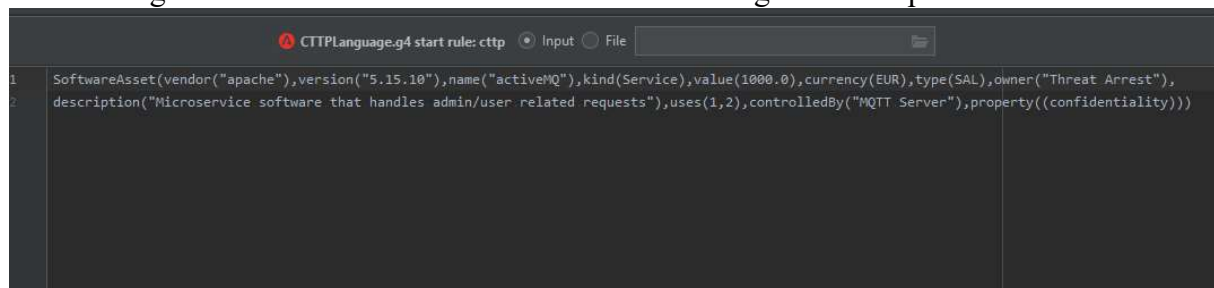 CTTPLanguage.g4 start rule: cttp Input File
1 SoftwareAsset(vendor("apache"),version("5.15.10"),name("activeMQ"),kind(Service),value(1000.0),currency(EUR),type(SAL),owner("Threat Arrest"),
2 description("Microservice software that handles admin/user related requests"),uses(1,2),controlledBy("MQTT Server"),property((confidentiality)))